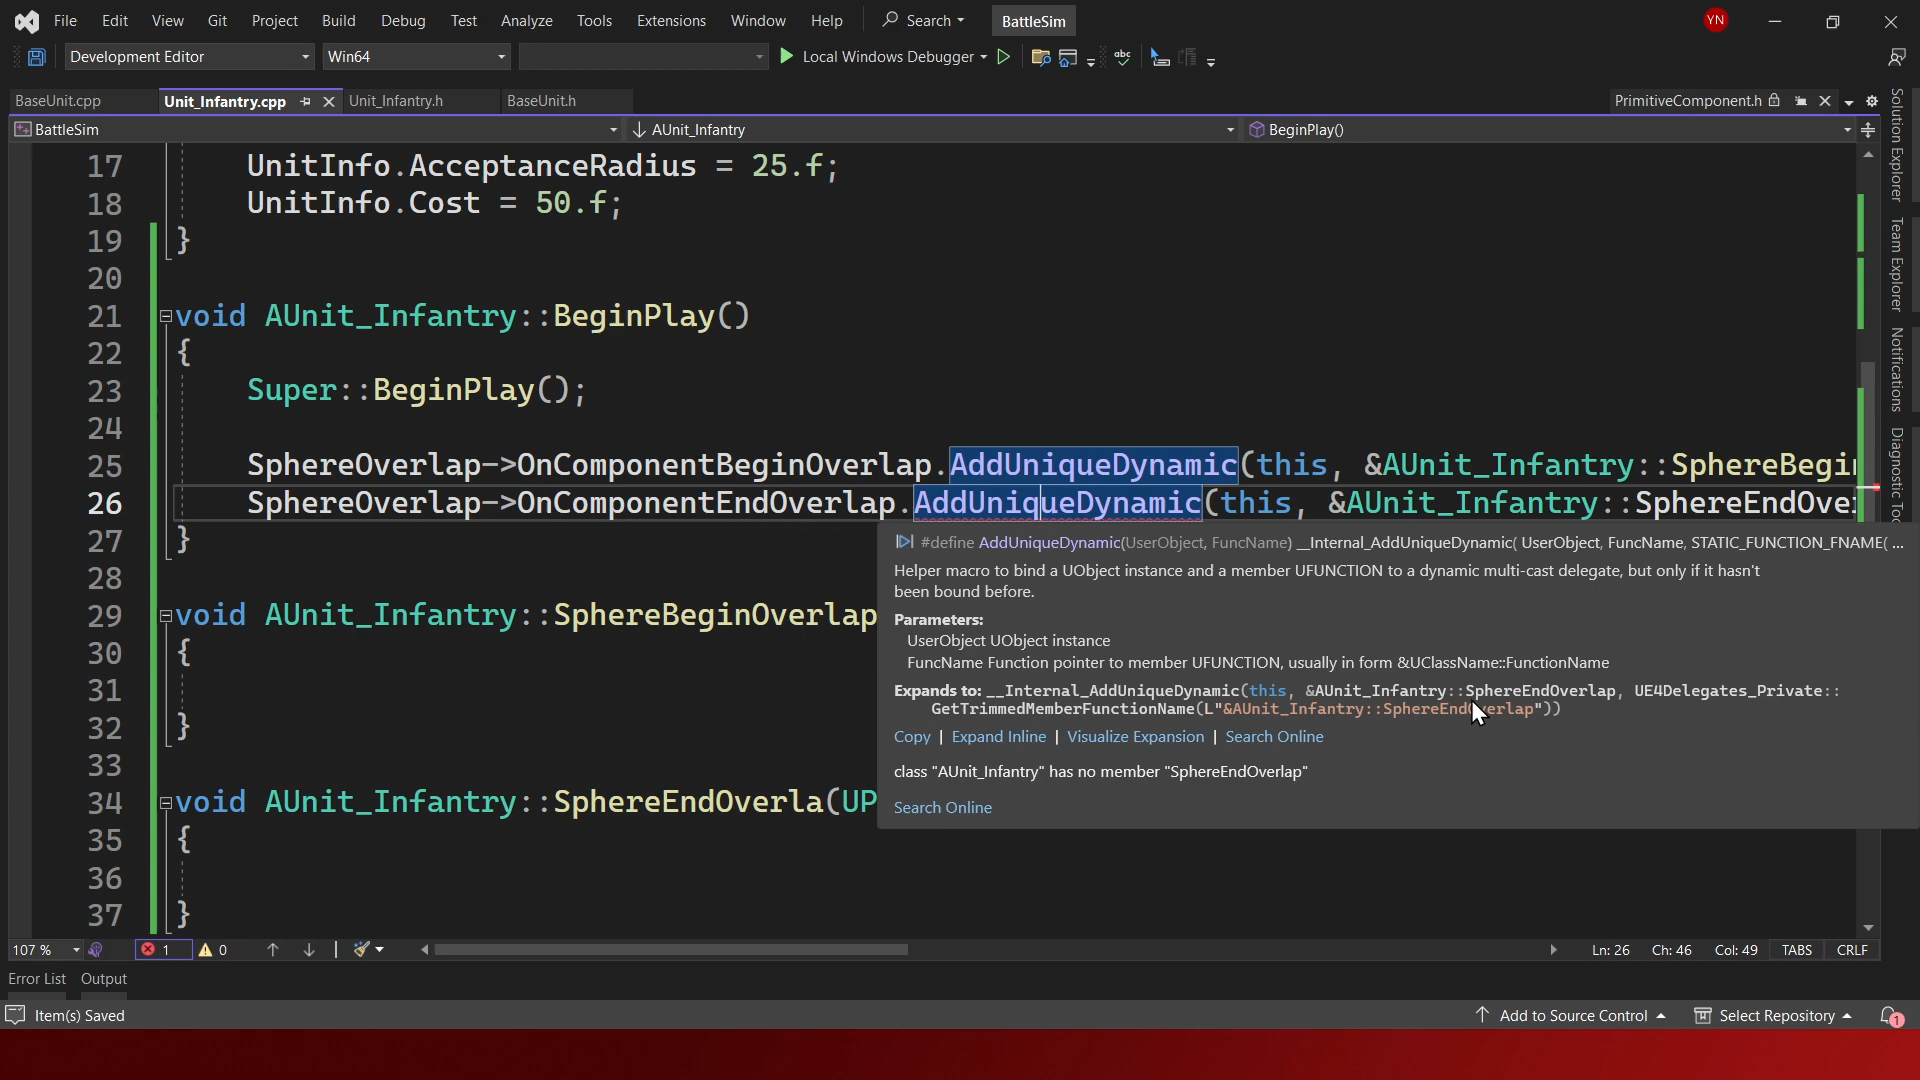 File Edit View Git Project Build Debug Test Analyze Tools Extensions Window Help Search BattleSim YN
Development Editor Win64 Local Windows Debugger
BaseUnit.cpp Unit_Infantry.cpp Unit_Infantry.h BaseUnit.h PrimitiveComponent.h
BattleSim AUnit_Infantry BeginPlay()
17 UnitInfo.AcceptanceRadius = 25.f;
18 UnitInfo.Cost = 50.f;
19 }
20
21 void AUnit_Infantry::BeginPlay()
22 {
23 Super::BeginPlay();
24
25 SphereOverlap->OnComponentBeginOverlap.AddUniqueDynamic(this, &AUnit_Infantry::SphereBegi
26 SphereOverlap->OnComponentEndOverlap.AddUniqueDynamic(this, &AUnit_Infantry::SphereEndOve
27 }
#define AddUniqueDynamic(UserObject, FuncName) __Internal_AddUniqueDynamic( UserObject, FuncName, STATIC_FUNCTION_FNAME( ...
Helper macro to bind a UObject instance and a member UFUNCTION to a dynamic multi-cast delegate, but only if it hasn't
been bound before.
Parameters:
UserObject UObject instance
FuncName Function pointer to member UFUNCTION, usually in form &UClassName::FunctionName
Expands to: __Internal_AddUniqueDynamic(this, &AUnit_Infantry::SphereEndOverlap, UE4Delegates_Private::
GetTrimmedMemberFunctionName(L"&AUnit_Infantry::SphereEndOverlap"))
Copy | Expand Inline | Visualize Expansion | Search Online
class "AUnit_Infantry" has no member "SphereEndOverlap"
Search Online
28
29 void AUnit_Infantry::SphereBeginOverlap
30 {
31
32 }
33
34 void AUnit_Infantry::SphereEndOverla(UP
35 {
36
37 }
Solution Explorer
Team Explorer
Notifications
Diagnostic Too
107 % 1 0 Ln: 26 Ch: 46 Col: 49 TABS CRLF
Error List Output
Item(s) Saved Add to Source Control Select Repository 1